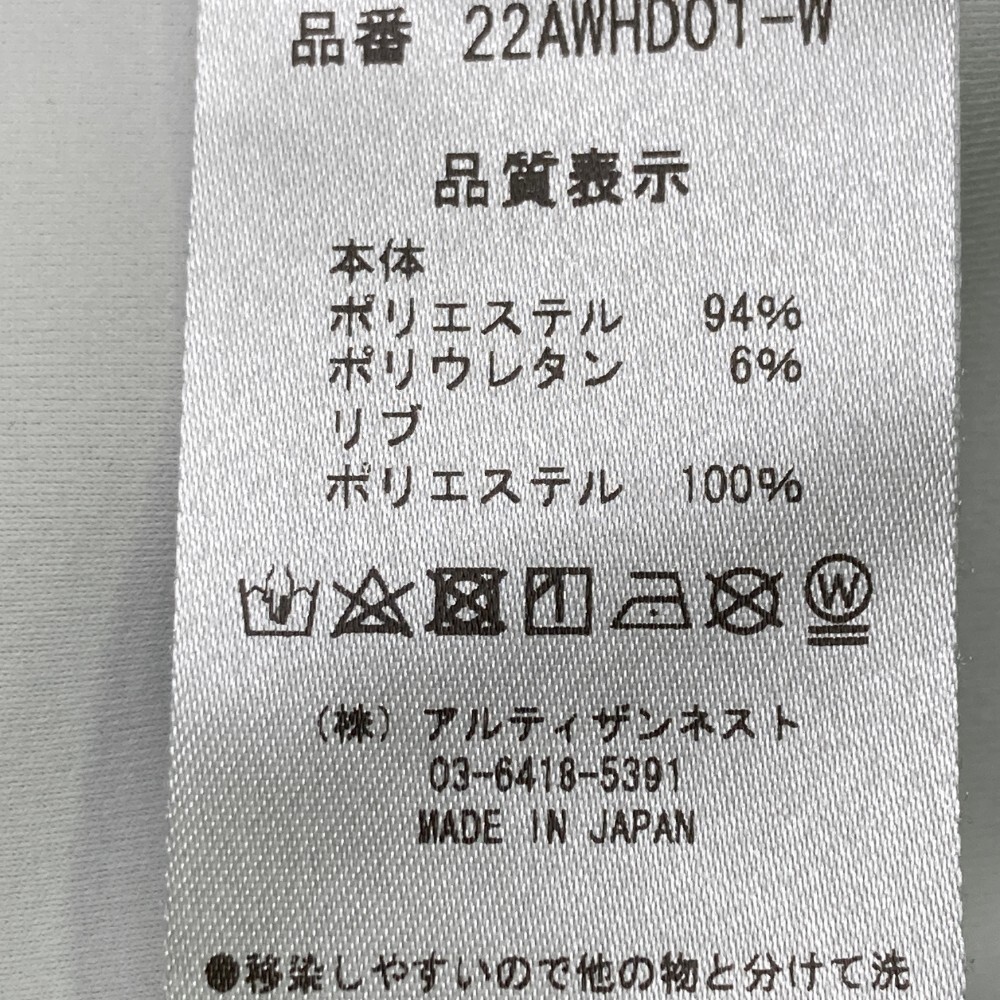 品番 22AWHD01-W
品質表示
本体
ポリエステル 94%
ポリウレタン 6%
リブ
ポリエステル 100%
W
(株) アルティザンネスト
03-6418-5391
MADE IN JAPAN
●移染しやすいので他の物と分けて洗